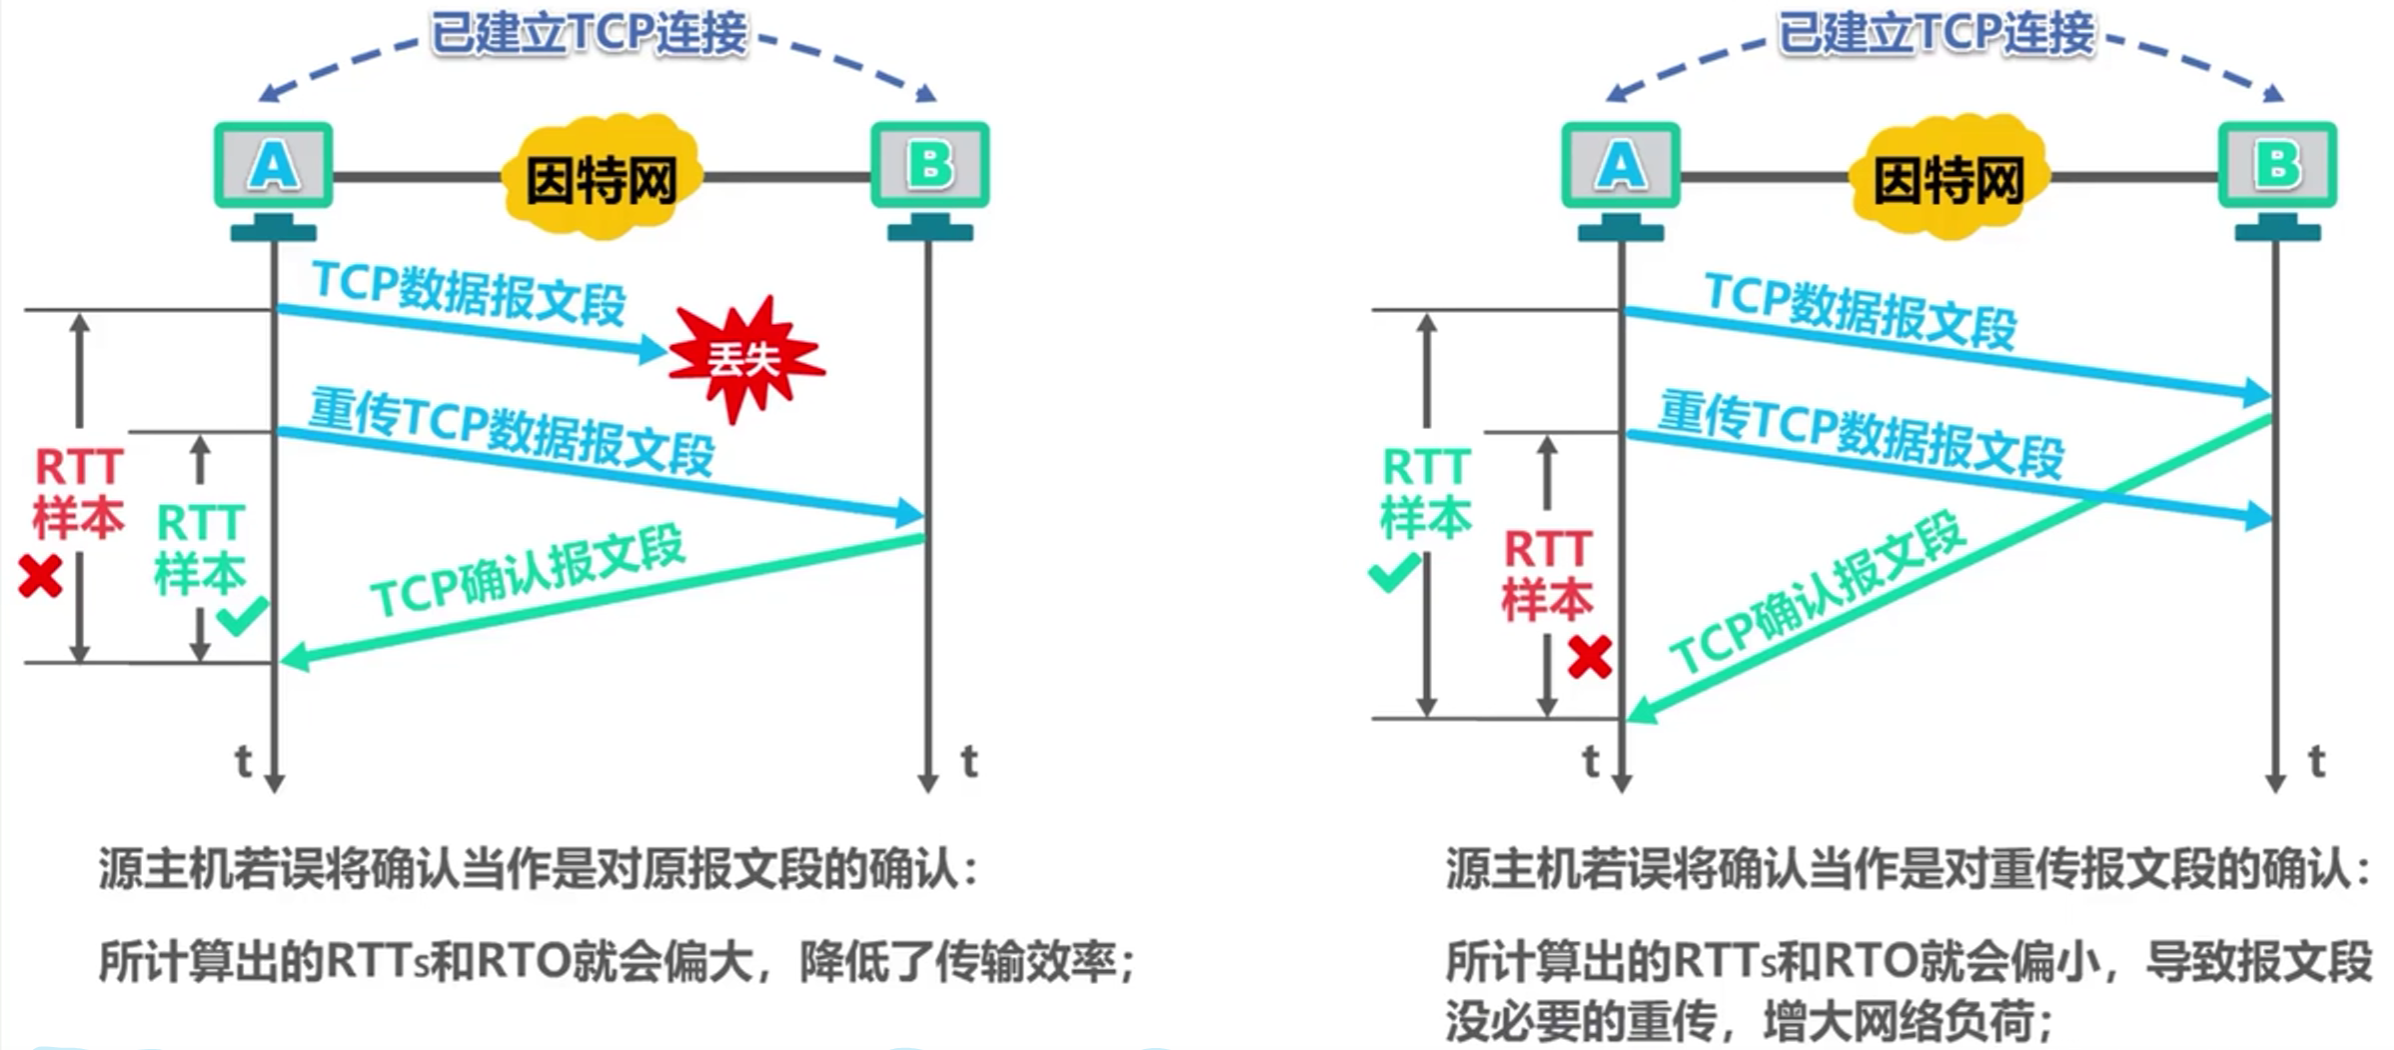 已建立TCP连接
A
因特网
B
TCP数据报文段
丢失
重传TCP数据报文段
RTT
样本
RTT
样本
TCP确认报文段
t
t
源主机若误将确认当作是对原报文段的确认：
所计算出的RTTs和RTO就会偏大，降低了传输效率；
已建立TCP连接
A
因特网
B
TCP数据报文段
重传TCP数据报文段
RTT
样本
RTT
样本
TCP确认报文段
t
t
源主机若误将确认当作是对重传报文段的确认：
所计算出的RTTs和RTO就会偏小，导致报文段
没必要的重传，增大网络负荷；